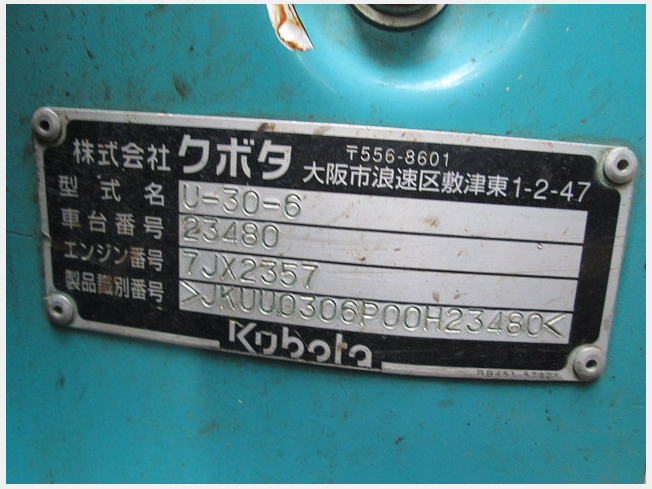 株式会社クボタ 〒556-8601
大阪市浪速区敷津東1-2-47
型式名 U-30-6
車台番号 23480
エンジン番号 7JX2357
製品識別番号 >JKUU0306P00H23480<
Kubota